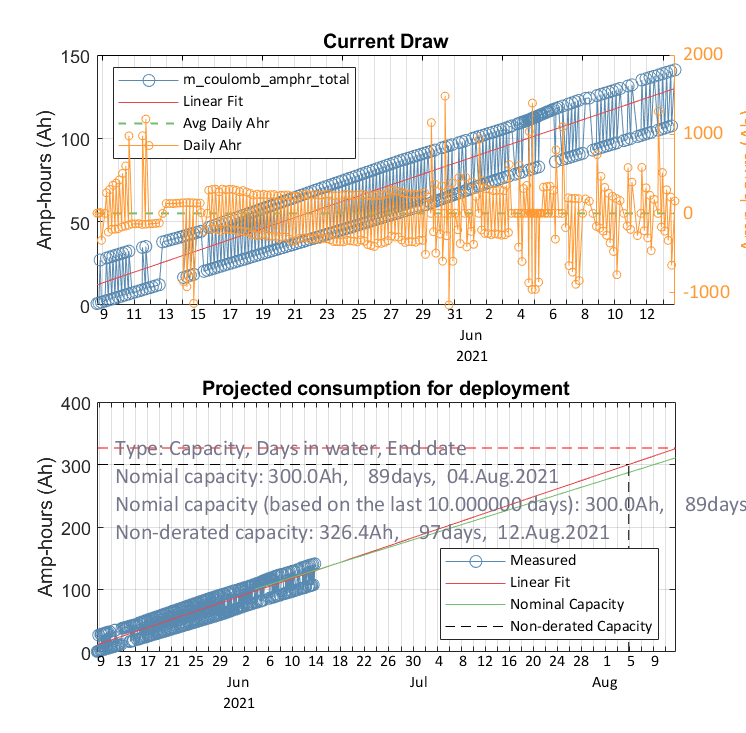 Current Draw
150
100
50
0
Amp-hours (Ah)
m_coulomb_amphr_total
Linear Fit
Avg Daily Ahr
Daily Ahr
2000
1000
0
-1000
9 11 13 15 17 19 21 23 25 27 29 31 2 4 6 8 10 12
Jun
2021
Projected consumption for deployment
400
300
200
100
0
Amp-hours (Ah)
Type: Capacity, Days in water, End date
Nomial capacity: 300.0Ah, 89days, 04.Aug.2021
Nomial capacity (based on the last 10.000000 days): 300.0Ah, 89days
Non-derated capacity: 326.4Ah, 97days, 12.Aug.2021
Measured
Linear Fit
Nominal Capacity
Non-derated Capacity
9 13 17 21 25 29 2 6 10 14 18 22 26 30 4 8 12 16 20 24 28 1 5 9
Jun Jul Aug
2021